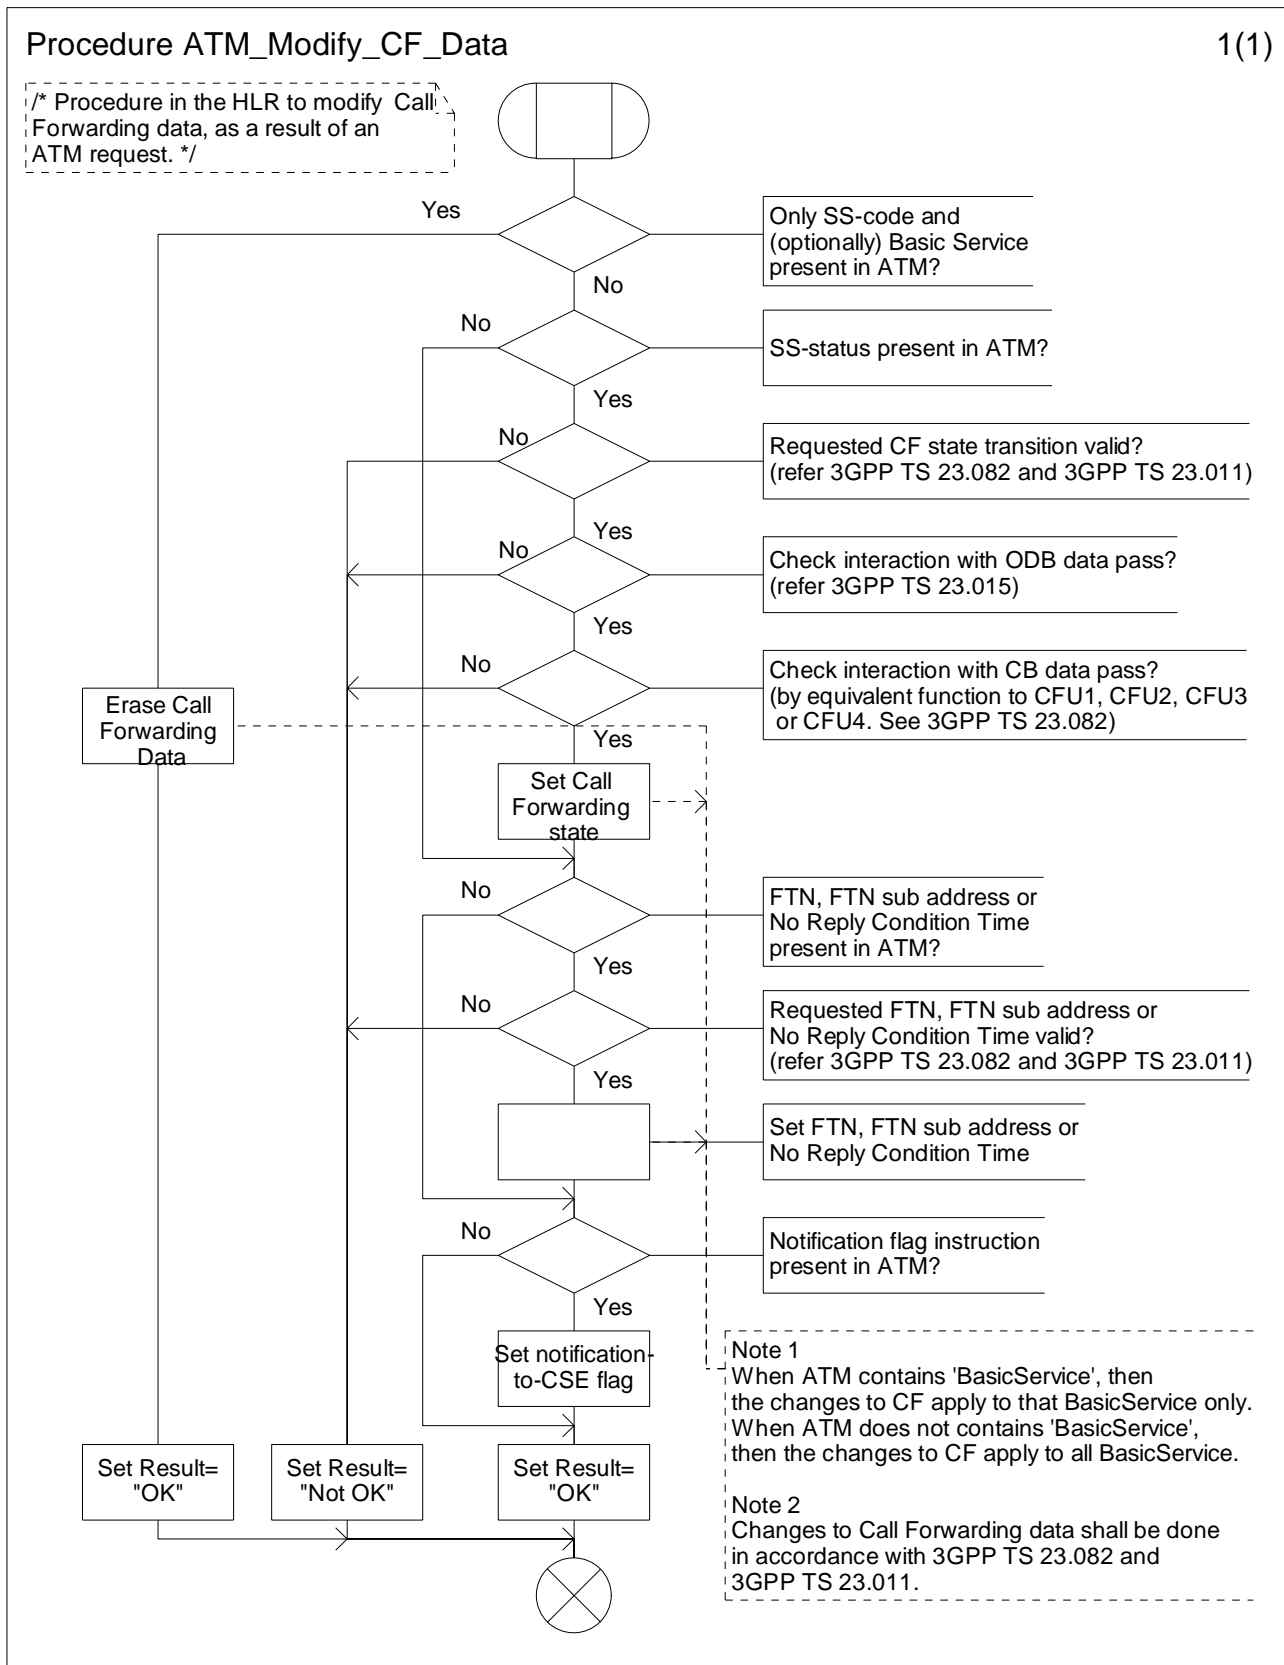 Procedure ATM_Modify_CF_Data
1(1)
/* Procedure in the HLR to modify Call
Forwarding data, as a result of an
ATM request. */
Yes
Only SS-code and
(optionally) Basic Service
present in ATM?
No
No
SS-status present in ATM?
Yes
No
Requested CF state transition valid?
(refer 3GPP TS 23.082 and 3GPP TS 23.011)
Yes
No
Check interaction with ODB data pass?
(refer 3GPP TS 23.015)
Yes
No
Check interaction with CB data pass?
(by equivalent function to CFU1, CFU2, CFU3
or CFU4. See 3GPP TS 23.082)
Erase Call
Forwarding
Data
Yes
Set Call
Forwarding
state
No
FTN, FTN sub address or
No Reply Condition Time
present in ATM?
Yes
No
Requested FTN, FTN sub address or
No Reply Condition Time valid?
(refer 3GPP TS 23.082 and 3GPP TS 23.011)
Yes
Set FTN, FTN sub address or
No Reply Condition Time
No
Notification flag instruction
present in ATM?
Yes
Set notification-
to-CSE flag
Note 1
When ATM contains 'BasicService', then
the changes to CF apply to that BasicService only.
When ATM does not contains 'BasicService',
then the changes to CF apply to all BasicService.
Set Result=
"OK"
Set Result=
"Not OK"
Set Result=
"OK"
Note 2
Changes to Call Forwarding data shall be done
in accordance with 3GPP TS 23.082 and
3GPP TS 23.011.